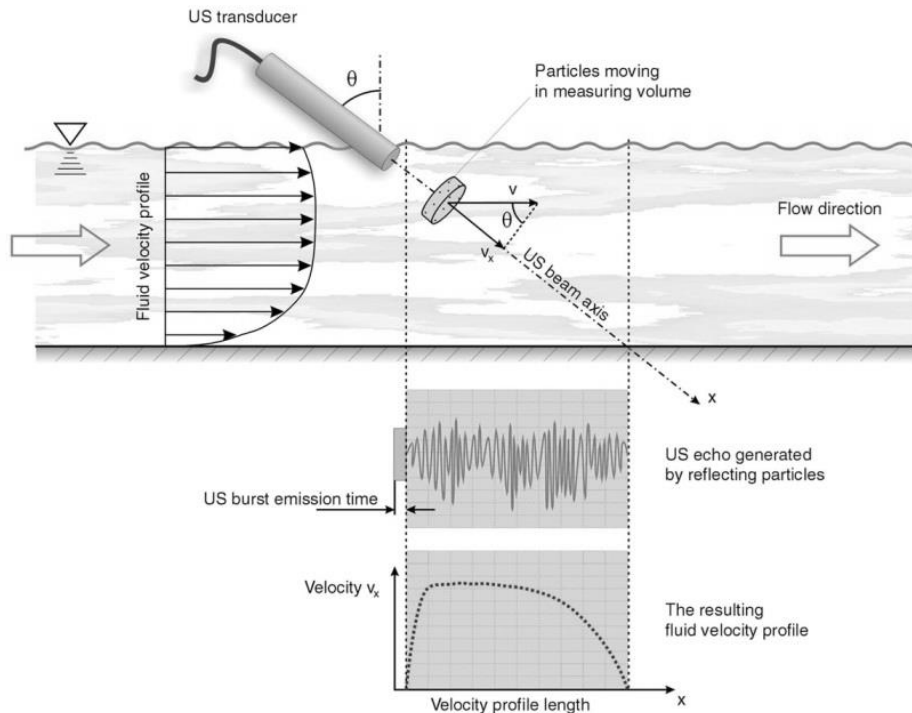 US transducer
θ
Particles moving
in measuring volume
Fluid velocity profile
v
θ
vₓ
US beam axis
Flow direction
x
US echo generated
by reflecting particles
US burst emission time
Velocity vₓ
The resulting
fluid velocity profile
Velocity profile length
x